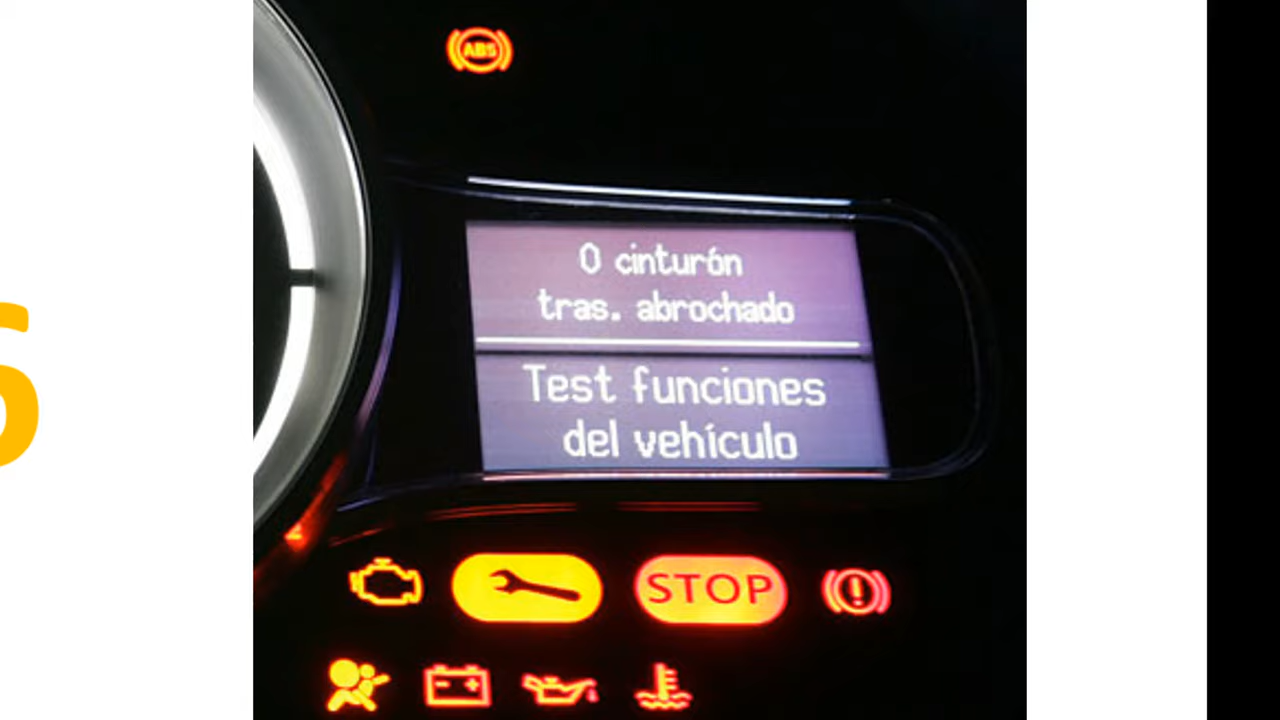 ABS
0 cinturón
tras. abrochado
Test funciones
del vehículo
STOP